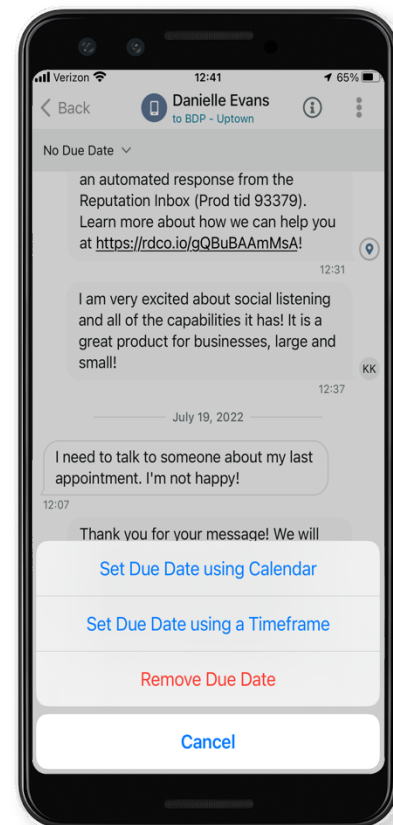 Verizon 12:41 65%
Back Danielle Evans
to BDP - Uptown
No Due Date
an automated response from the
Reputation Inbox (Prod tid 93379).
Learn more about how we can help you
at https://rdco.io/gQBuBAAmMsA!
12:31
I am very excited about social listening
and all of the capabilities it has! It is a
great product for businesses, large and
small!
KK
12:37
July 19, 2022
I need to talk to someone about my last
appointment. I'm not happy!
12:07
Thank you for your message! We will
Set Due Date using Calendar
Set Due Date using a Timeframe
Remove Due Date
Cancel